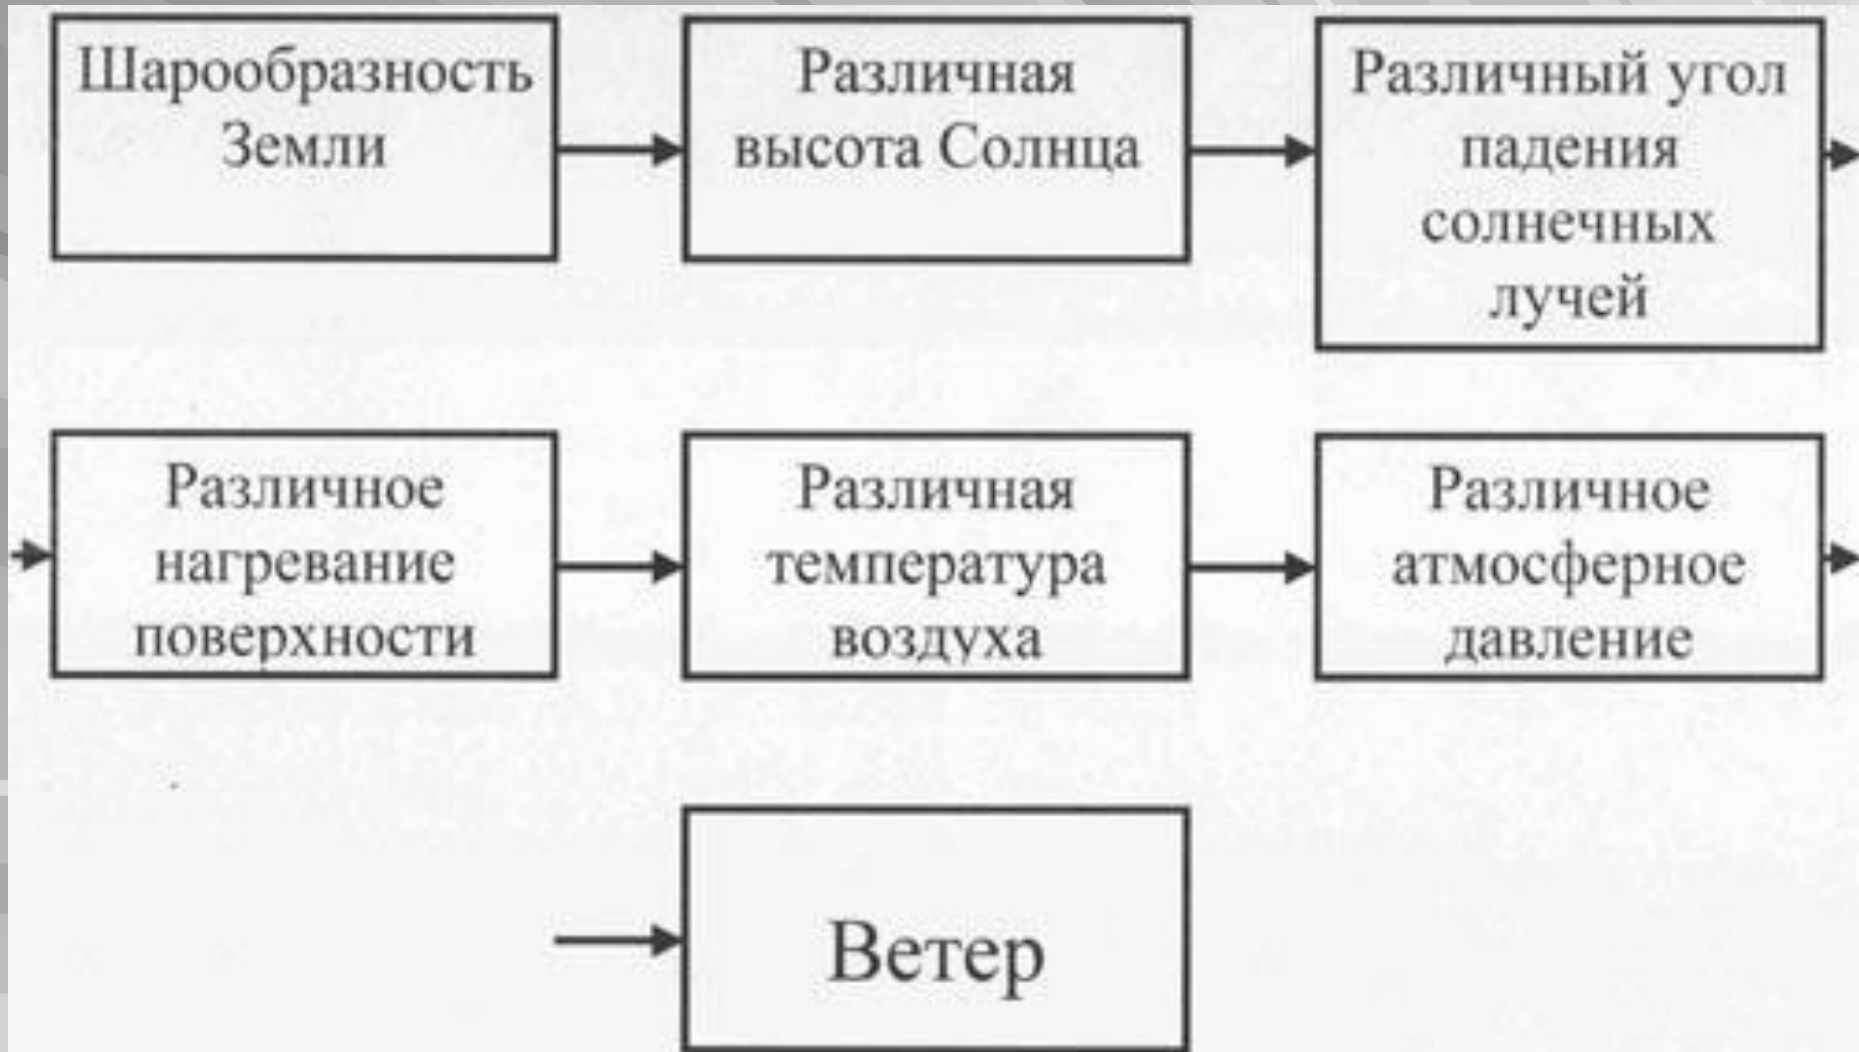 Шарообразность
Земли
Различная
высота Солнца
Различный угол
падения
солнечных
лучей
Различное
нагревание
поверхности
Различная
температура
воздуха
Различное
атмосферное
давление
Ветер